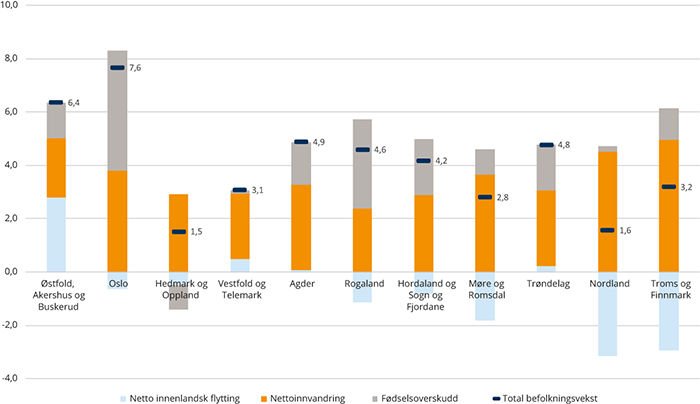 10,0
8,0
6,0
4,0
2,0
0,0
-2,0
-4,0
6,4
7,6
1,5
3,1
4,9
4,6
4,2
2,8
4,8
1,6
3,2
Østfold,
Akershus og
Buskerud
Oslo
Hedmark og
Oppland
Vestfold og
Telemark
Agder
Rogaland
Hordaland og
Sogn og
Fjordane
Møre og
Romsdal
Trøndelag
Nordland
Troms og
Finnmark
Netto innenlandsk flytting
Nettoinnvandring
Fødselsoverskudd
Total befolkningsvekst